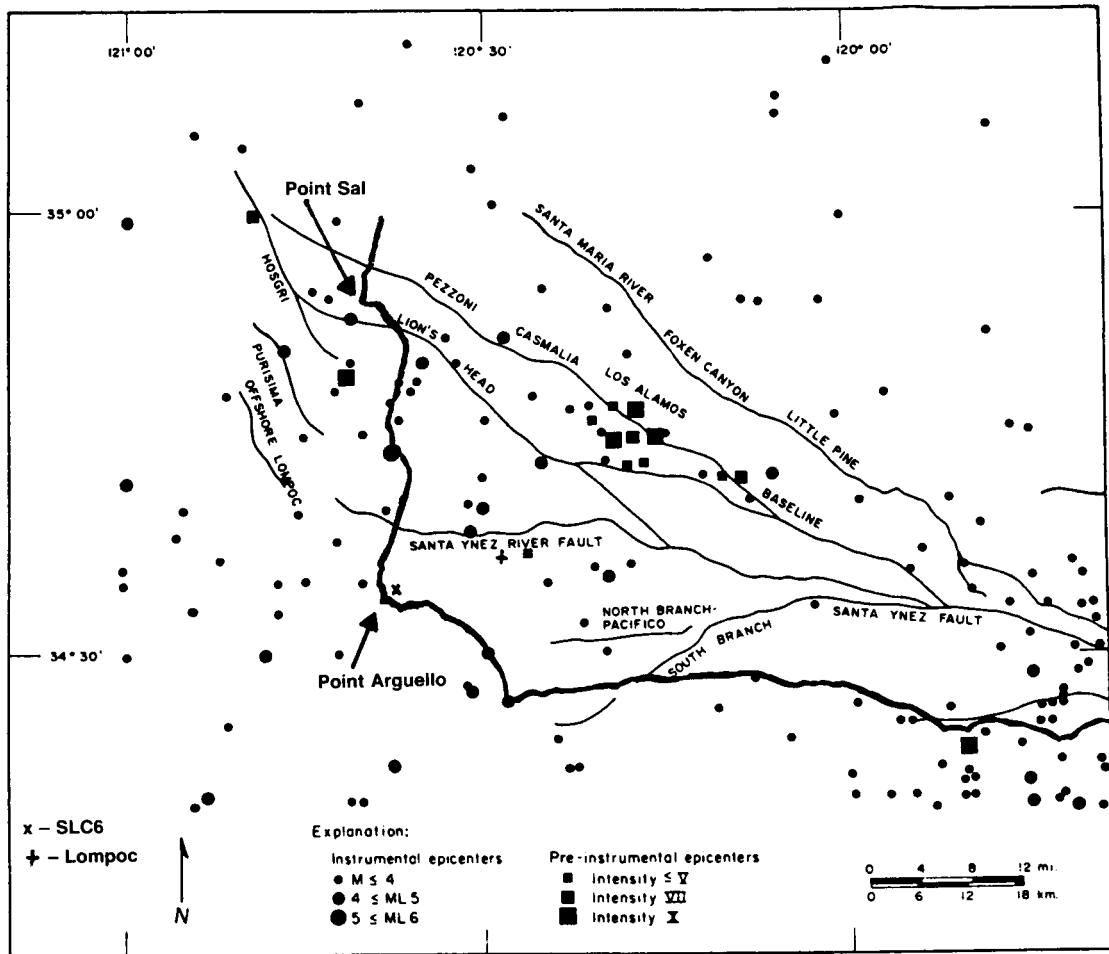 121° 00'
120° 30'
120° 00'
Point Sal
35° 00'
SANTA MARIA RIVER
HOSGRI
PEZZONI
LION'S
CASMALIA
FOXEN CANYON
HEAD
LOS ALAMOS
PURISIMA
OFFSHORE LOMPOC
LITTLE PINE
BASELINE
SANTA YNEZ RIVER FAULT
NORTH BRANCH-
PACIFICO
SANTA YNEZ FAULT
SOUTH BRANCH
34° 30'
Point Arguello
x – SLC6
+ – Lompoc
N
Explanation:
Instrumental epicenters
M ≤ 4
4 ≤ ML 5
5 ≤ ML 6
Pre-instrumental epicenters
Intensity ≤ V
Intensity VII
Intensity X
0 4 8 12 mi.
0 6 12 18 km.